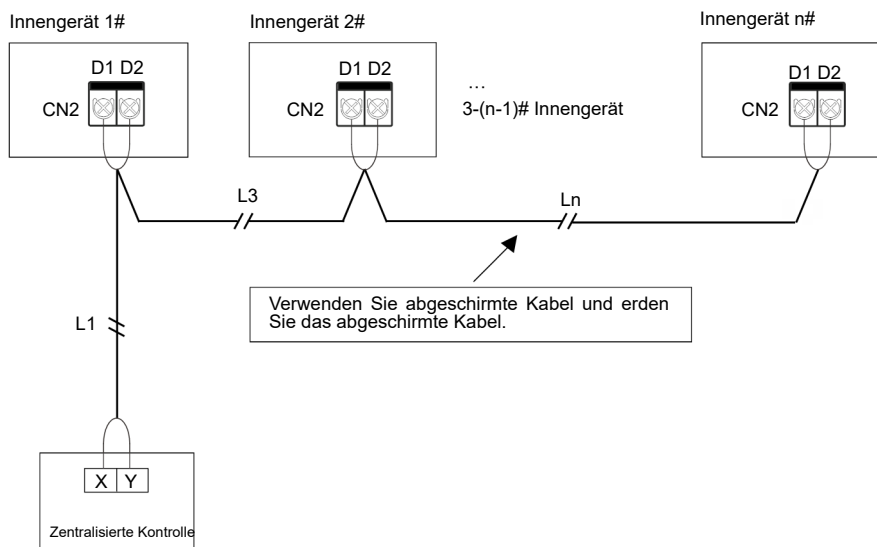 Innengerät 1#
Innengerät 2#
Innengerät n#
D1 D2
CN2
D1 D2
CN2
...
3-(n-1)# Innengerät
D1 D2
CN2
L3
Ln
Verwenden Sie abgeschirmte Kabel und erden
Sie das abgeschirmte Kabel.
L1
X Y
Zentralisierte Kontrolle